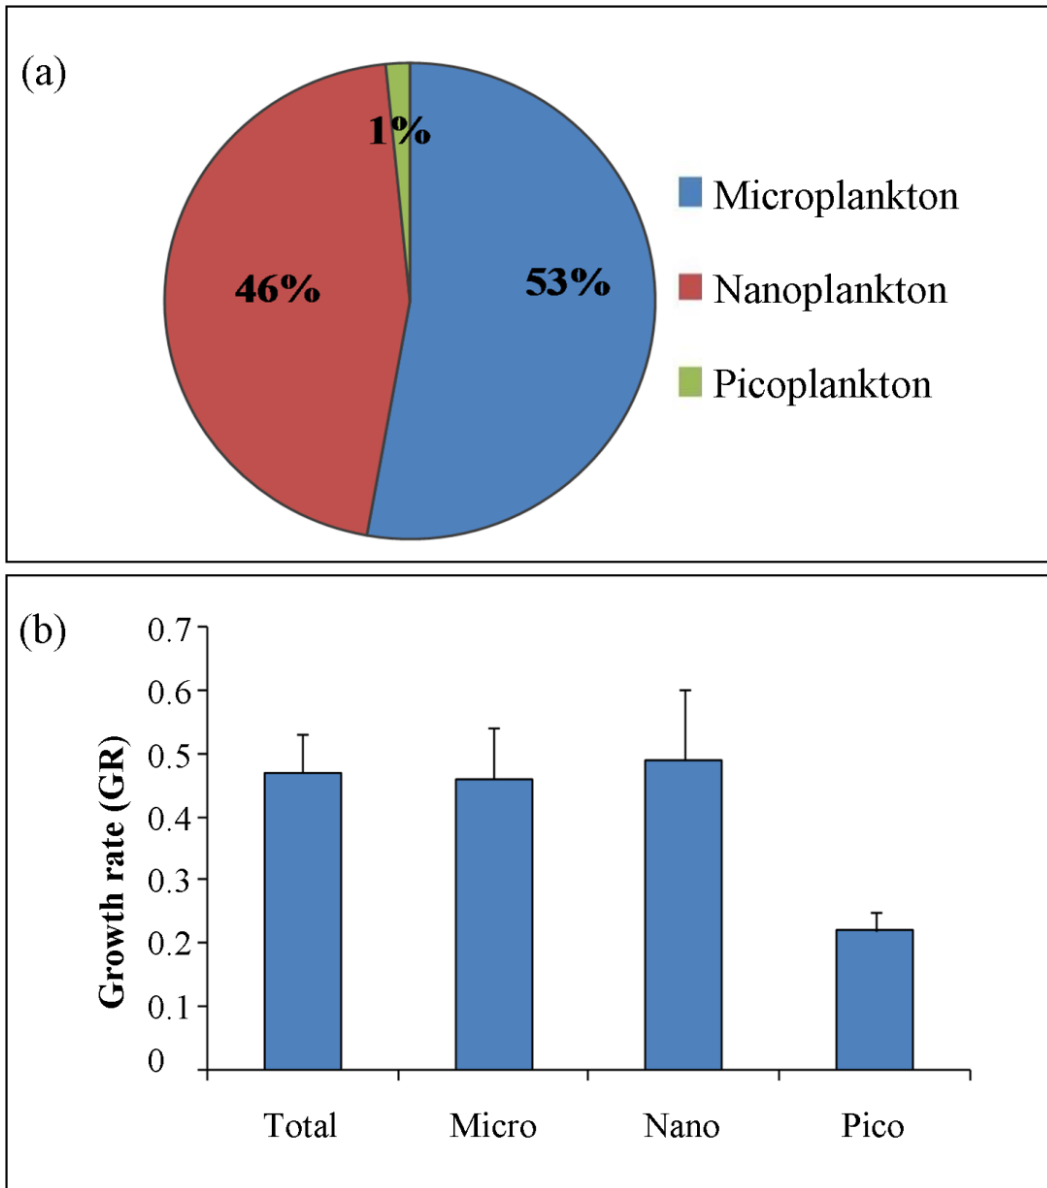 (a)
1%
46%
53%
Microplankton
Nanoplankton
Picoplankton
(b)
Growth rate (GR)
0.7
0.6
0.5
0.4
0.3
0.2
0.1
0
Total Micro Nano Pico